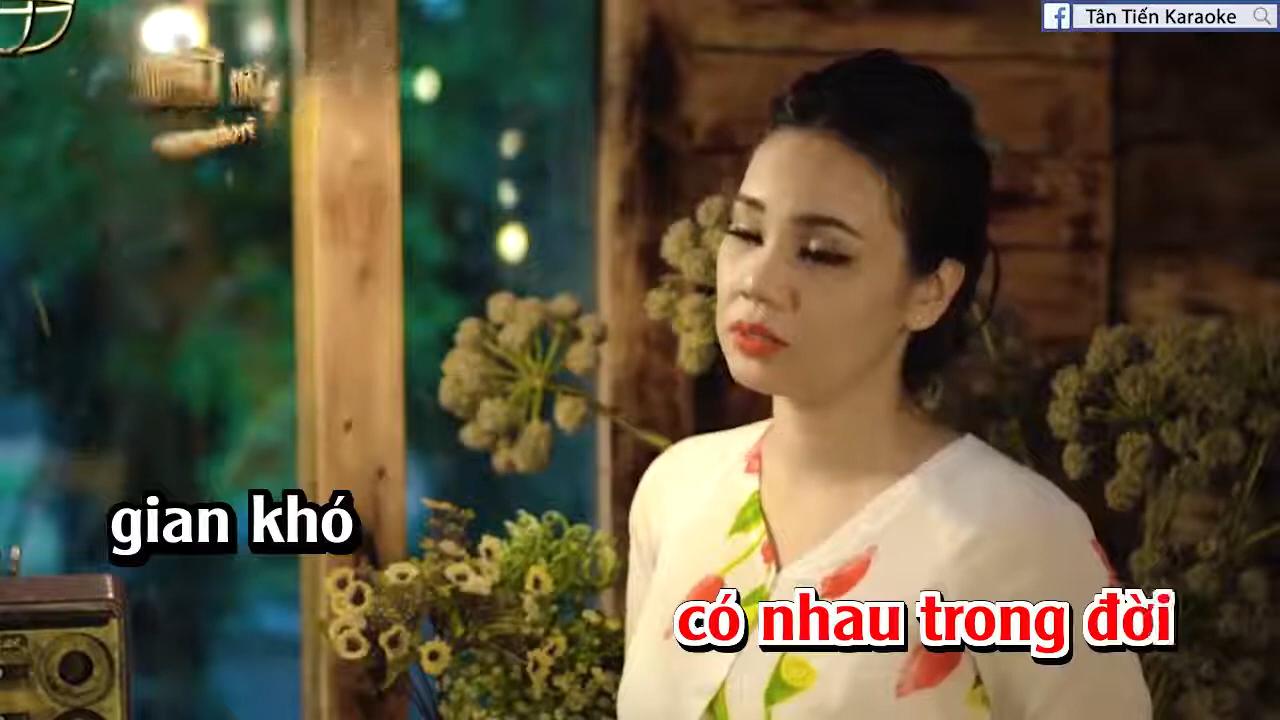 Tân Tiến Karaoke
gian khó
có nhau trong đời